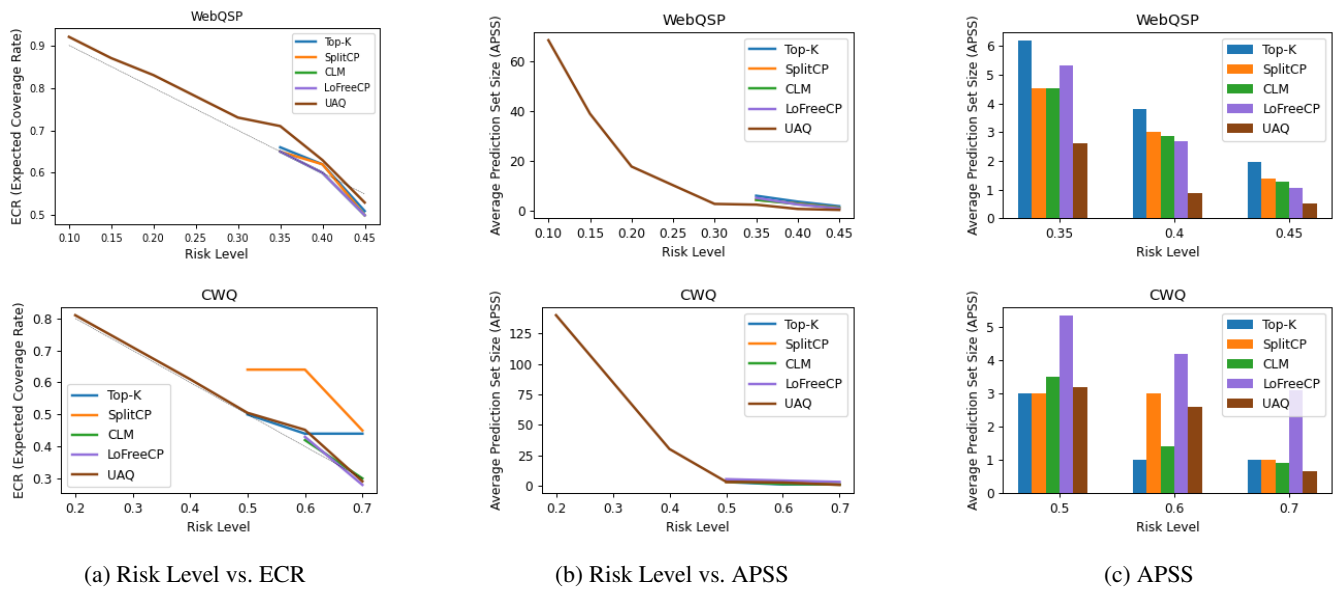 WebQSP
ECR (Expected Coverage Rate)
0.9
0.8
0.7
0.6
0.5
Top-K
SplitCP
CLM
LoFreeCP
UAQ
0.10 0.15 0.20 0.25 0.30 0.35 0.40 0.45
Risk Level
WebQSP
Average Prediction Set Size (APSS)
60
40
20
0
Top-K
SplitCP
CLM
LoFreeCP
UAQ
0.10 0.15 0.20 0.25 0.30 0.35 0.40 0.45
Risk Level
WebQSP
Average Prediction Set Size (APSS)
6
5
4
3
2
1
0
Top-K
SplitCP
CLM
LoFreeCP
UAQ
0.35 0.4 0.45
Risk Level
CWQ
ECR (Expected Coverage Rate)
0.8
0.7
0.6
0.5
0.4
0.3
Top-K
SplitCP
CLM
LoFreeCP
UAQ
0.2 0.3 0.4 0.5 0.6 0.7
Risk Level
CWQ
Average Prediction Set Size (APSS)
125
100
75
50
25
0
Top-K
SplitCP
CLM
LoFreeCP
UAQ
0.2 0.3 0.4 0.5 0.6 0.7
Risk Level
CWQ
Average Prediction Set Size (APSS)
5
4
3
2
1
0
Top-K
SplitCP
CLM
LoFreeCP
UAQ
0.5 0.6 0.7
Risk Level
(a) Risk Level vs. ECR
(b) Risk Level vs. APSS
(c) APSS